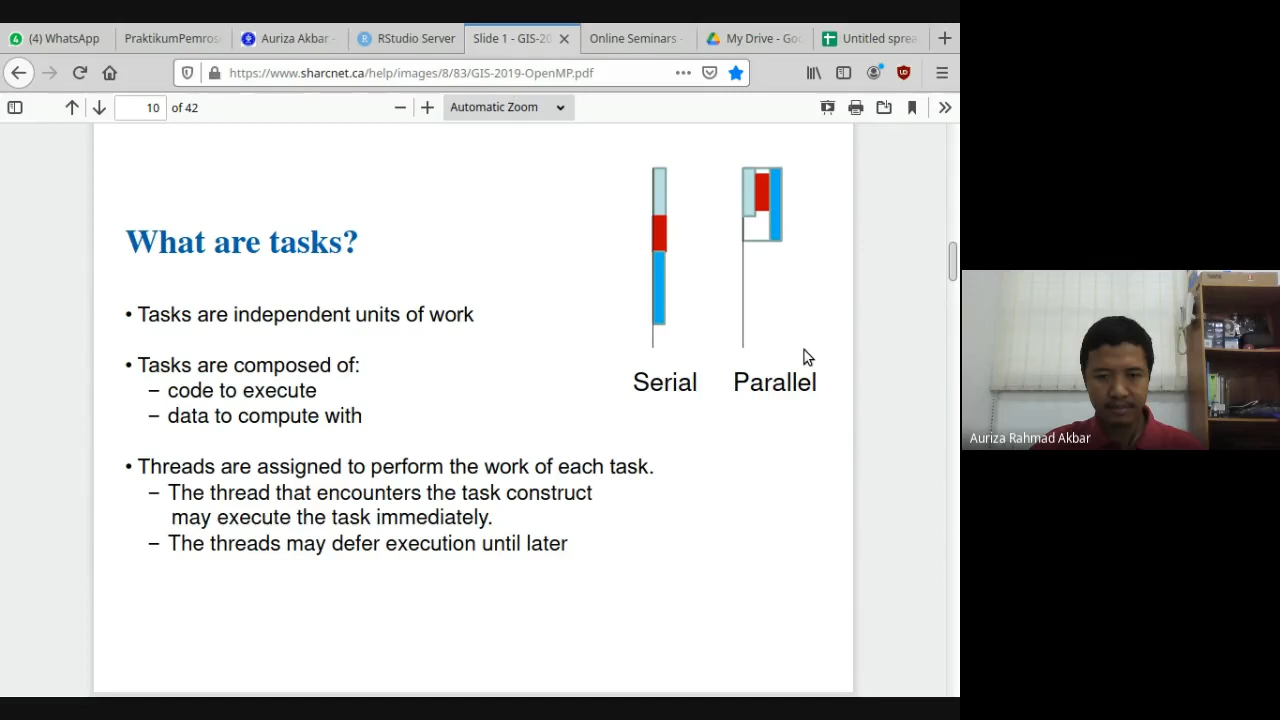 (4) WhatsApp
PraktikumPemros
Auriza Akbar -
RStudio Server
Slide 1 - GIS-20
Online Seminars -
My Drive - Goo
Untitled sprea
https://www.sharcnet.ca/help/images/8/83/GIS-2019-OpenMP.pdf
10 of 42
Automatic Zoom
What are tasks?
• Tasks are independent units of work
• Tasks are composed of:
– code to execute
– data to compute with
• Threads are assigned to perform the work of each task.
– The thread that encounters the task construct
may execute the task immediately.
– The threads may defer execution until later
Serial
Parallel
Auriza Rahmad Akbar